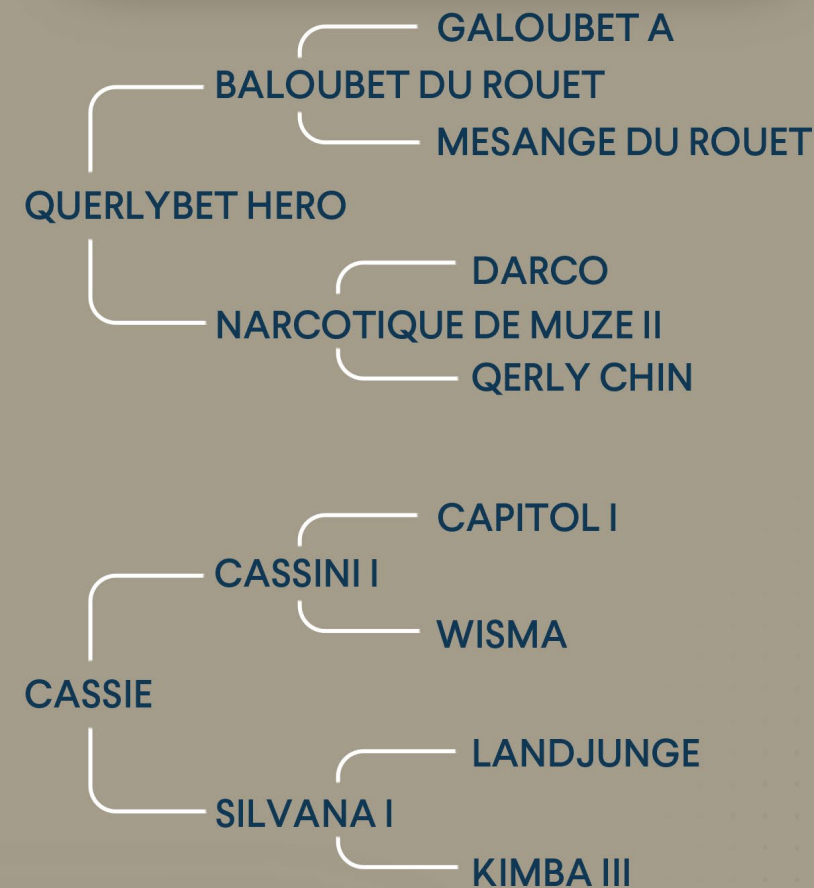 GALOUBET A
BALOUBET DU ROUET
MESANGE DU ROUET
QUERLYBET HERO
DARCO
NARCOTIQUE DE MUZE II
QERLY CHIN
CAPITOL I
CASSINI I
WISMA
CASSIE
LANDJUNGE
SILVANA I
KIMBA III